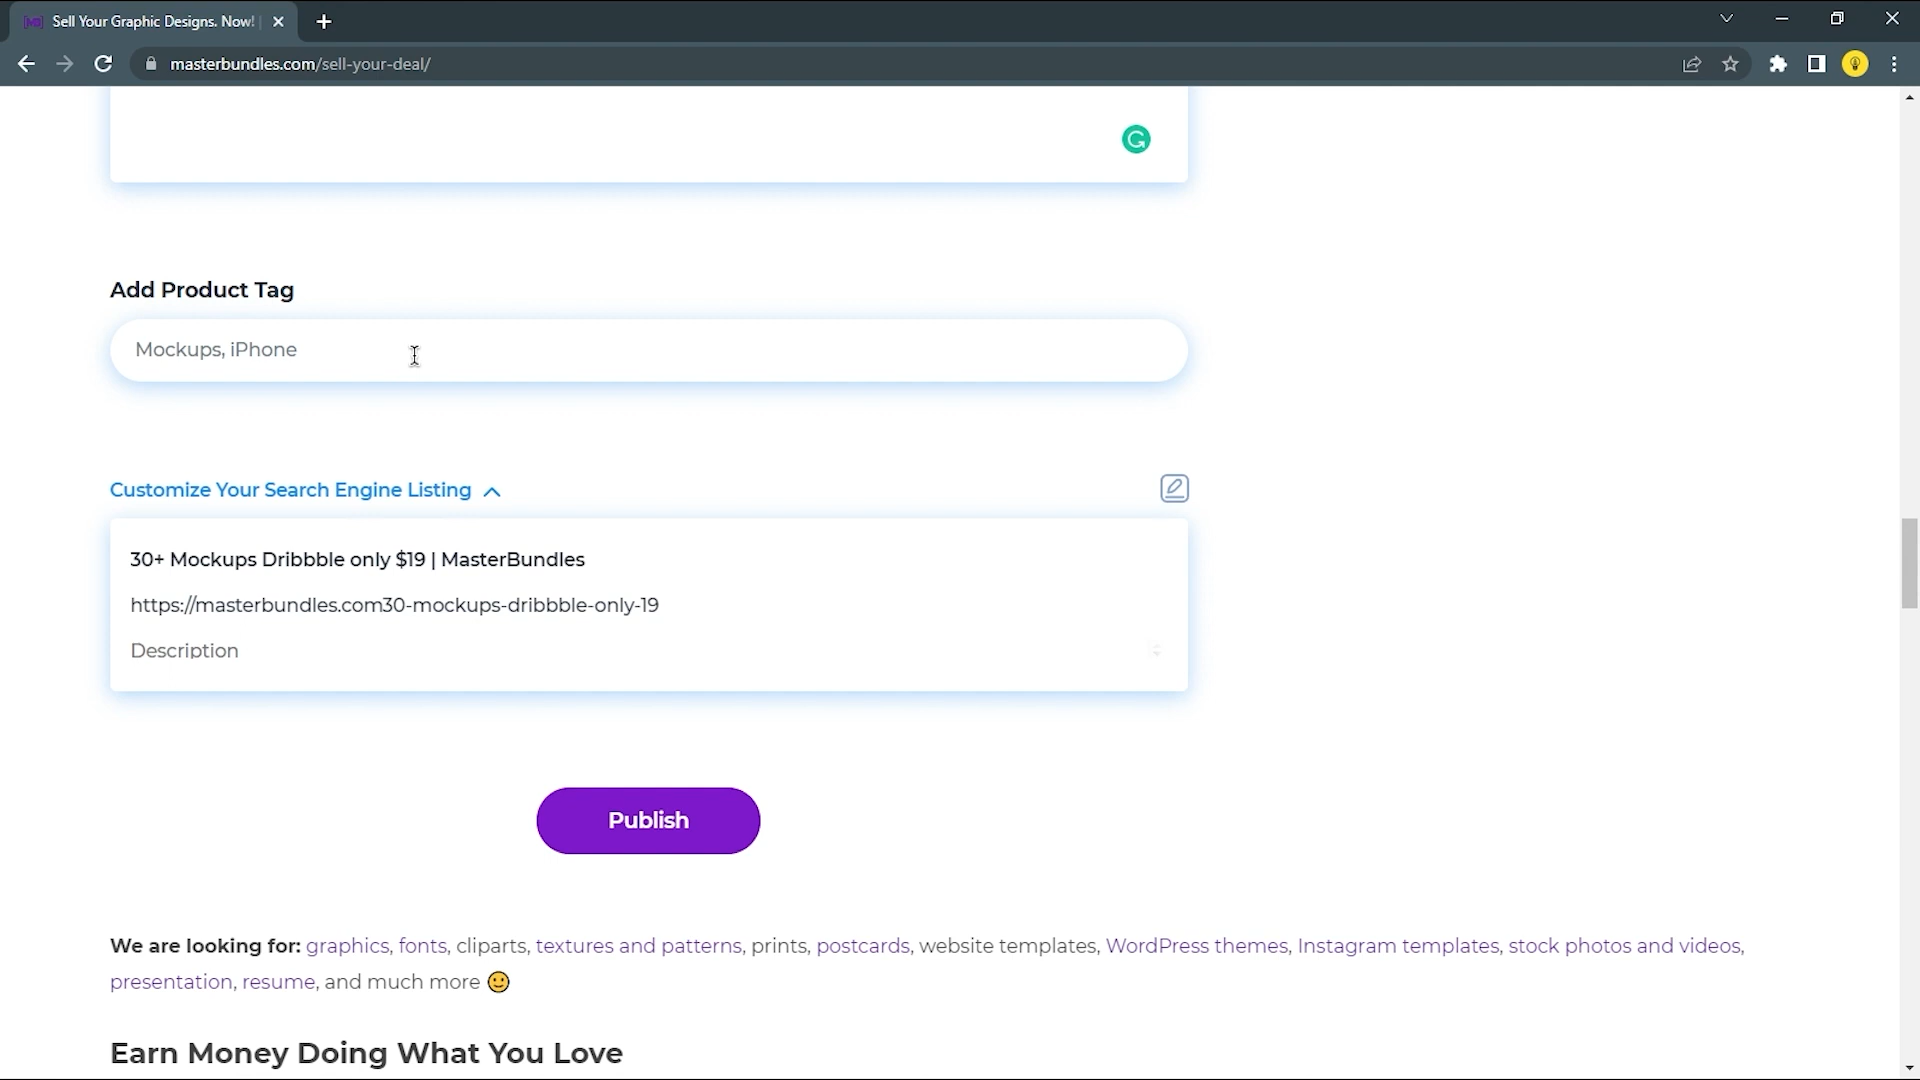 Sell Your Graphic Designs. Now!
masterbundles.com/sell-your-deal/
Add Product Tag
Mockups, iPhone
Customize Your Search Engine Listing
30+ Mockups Dribbble only $19 | MasterBundles
https://masterbundles.com30-mockups-dribbble-only-19
Description
Publish
We are looking for: graphics, fonts, cliparts, textures and patterns, prints, postcards, website templates, WordPress themes, Instagram templates, stock photos and videos,
presentation, resume, and much more 🙂
Earn Money Doing What You Love